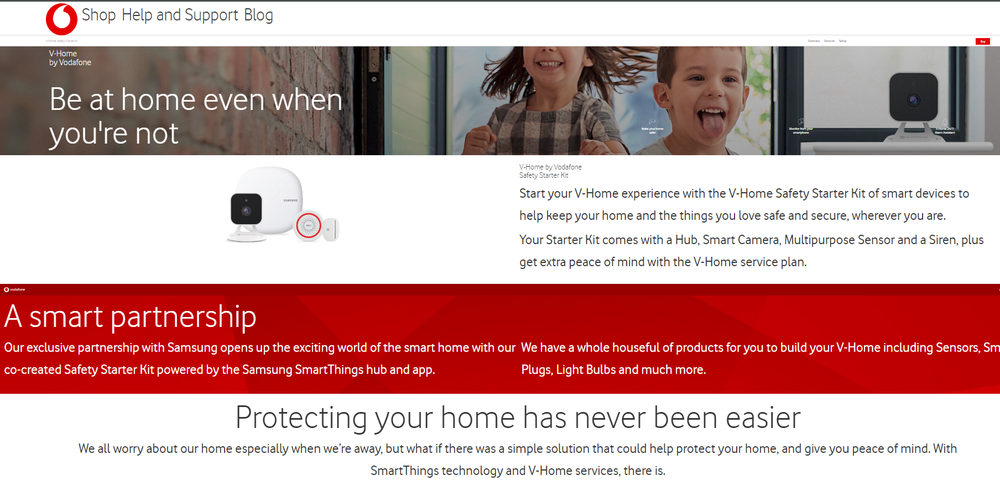 Shop Help and Support Blog
V-Home Safety Starter Kit
Overview Services Setup
Buy
V-Home
by Vodafone
Be at home even when
you're not
Make your home
safer
Monitor from your
smartphone
V-Home 24/7
Alarm Assistant
SAMSUNG
V-Home by Vodafone
Safety Starter Kit
Start your V-Home experience with the V-Home Safety Starter Kit of smart devices to
help keep your home and the things you love safe and secure, wherever you are.
Your Starter Kit comes with a Hub, Smart Camera, Multipurpose Sensor and a Siren, plus
get extra peace of mind with the V-Home service plan.
vodafone
A smart partnership
Our exclusive partnership with Samsung opens up the exciting world of the smart home with our
co-created Safety Starter Kit powered by the Samsung SmartThings hub and app.
We have a whole houseful of products for you to build your V-Home including Sensors, Sm
Plugs, Light Bulbs and much more.
Protecting your home has never been easier
We all worry about our home especially when we’re away, but what if there was a simple solution that could help protect your home, and give you peace of mind. With
SmartThings technology and V-Home services, there is.